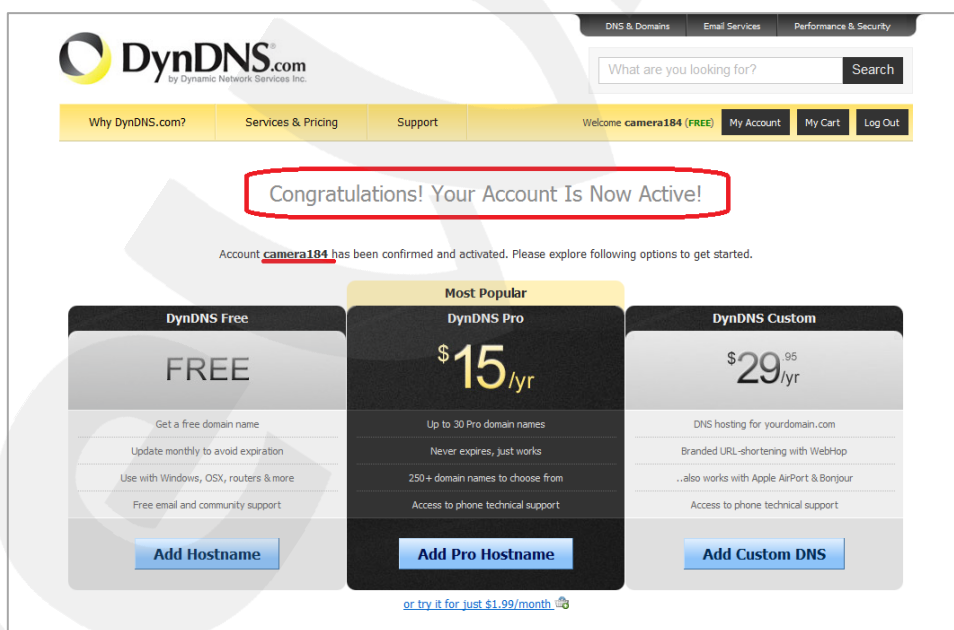 DNS & Domains Email Services Performance & Security
DynDNS.com
by Dynamic Network Services Inc.
What are you looking for? Search
Why DynDNS.com? Services & Pricing Support Welcome camera184 (FREE) My Account My Cart Log Out
Congratulations! Your Account Is Now Active!
Account camera184 has been confirmed and activated. Please explore following options to get started.
Most Popular
DynDNS Free
FREE
Get a free domain name
Update monthly to avoid expiration
Use with Windows, OSX, routers & more
Free email and community support
Add Hostname
DynDNS Pro
$15/yr
Up to 30 Pro domain names
Never expires, just works
250+ domain names to choose from
Access to phone technical support
Add Pro Hostname
or try it for just $1.99/month
DynDNS Custom
$29.95/yr
DNS hosting for yourdomain.com
Branded URL-shortening with WebHop
..also works with Apple AirPort & Bonjour
Access to phone technical support
Add Custom DNS